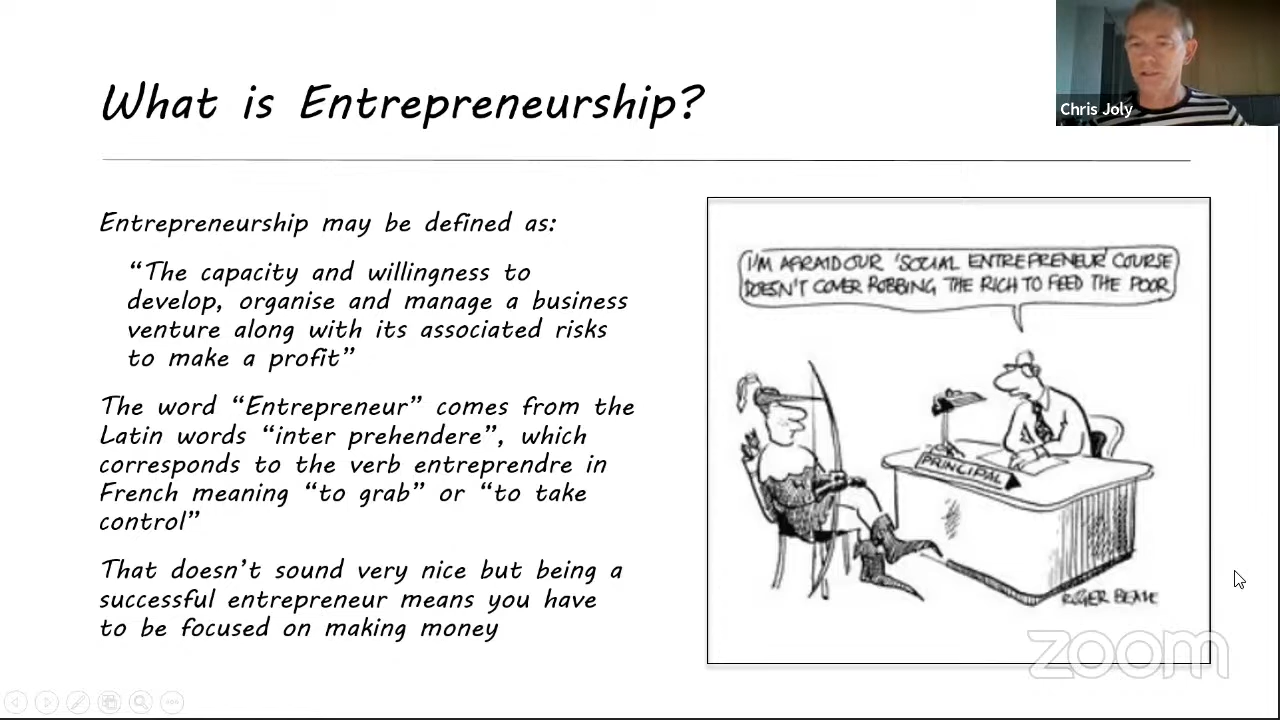 What is Entrepreneurship?
Chris Joly
Entrepreneurship may be defined as:
“The capacity and willingness to
develop, organise and manage a business
venture along with its associated risks
to make a profit”
The word “Entrepreneur” comes from the
Latin words “inter prehendere”, which
corresponds to the verb entreprendre in
French meaning “to grab” or “to take
control”
That doesn’t sound very nice but being a
successful entrepreneur means you have
to be focused on making money
I'M AFRAID OUR 'SOCIAL ENTREPRENEUR' COURSE
DOESN'T COVER ROBBING THE RICH TO FEED THE POOR
PRINCIPAL
ROGER BEALE
zoom